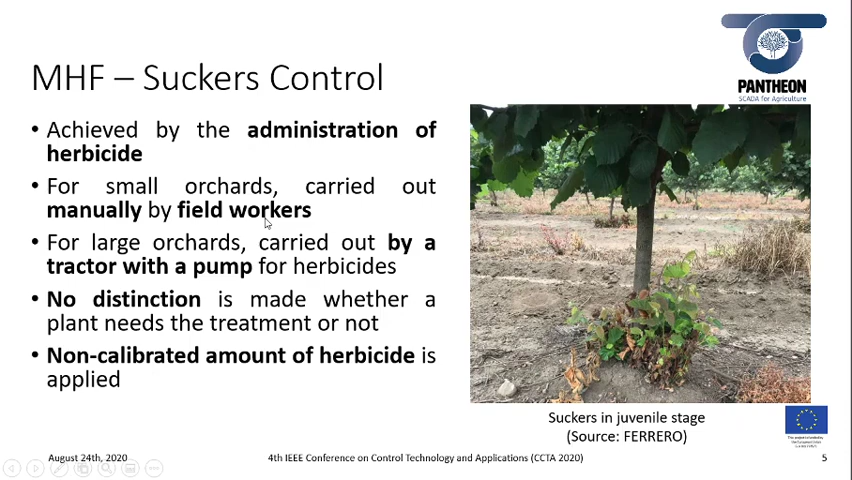 PANTHEON
SCADA for Agriculture
MHF – Suckers Control
• Achieved by the administration of
herbicide
• For small orchards, carried out
manually by field workers
• For large orchards, carried out by a
tractor with a pump for herbicides
• No distinction is made whether a
plant needs the treatment or not
• Non-calibrated amount of herbicide is
applied
Suckers in juvenile stage
(Source: FERRERO)
August 24th, 2020
4th IEEE Conference on Control Technology and Applications (CCTA 2020)
5